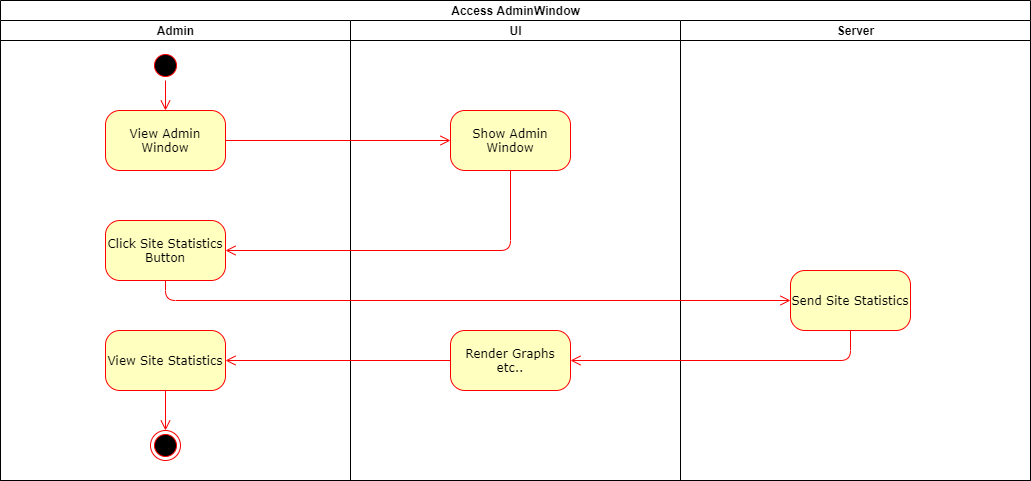 Access AdminWindow
Admin
UI
Server
View Admin
Window
Show Admin
Window
Click Site Statistics
Button
Send Site Statistics
View Site Statistics
Render Graphs
etc..